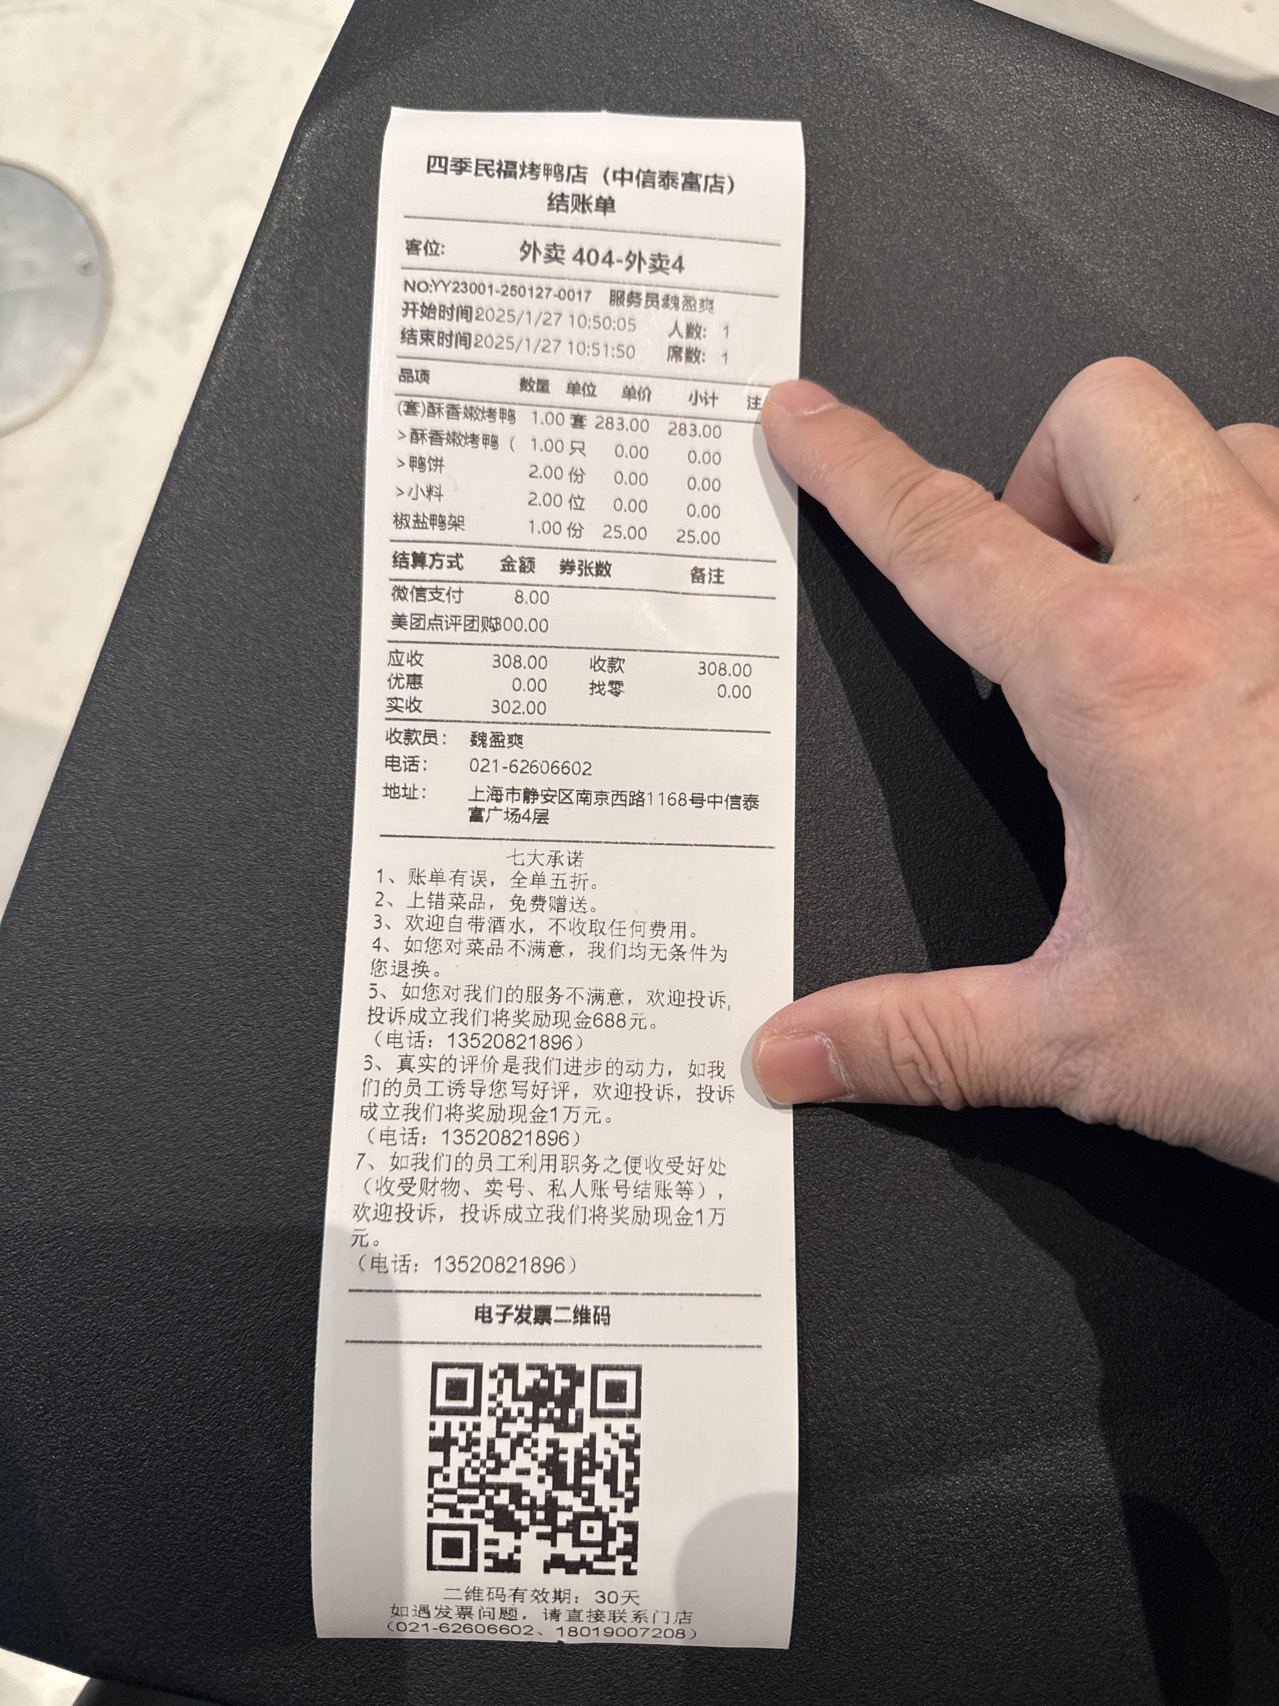 四季民福烤鸭店（中信泰富店）
结账单
客位： 外卖 404-外卖4
NO:YY23001-250127-0017 服务员魏盈爽
开始时间2025/1/27 10:50:05 人数： 1
结束时间2025/1/27 10:51:50 席数： 1
品项 数量 单位 单价 小计 注
(套)酥香嫩烤鸭 1.00 套 283.00 283.00
>酥香嫩烤鸭（ 1.00 只 0.00 0.00
>鸭饼 2.00 份 0.00 0.00
>小料 2.00 位 0.00 0.00
椒盐鸭架 1.00 份 25.00 25.00
结算方式 金额 券张数 备注
微信支付 8.00
美团点评团购300.00
应收 308.00 收款 308.00
优惠 0.00 找零 0.00
实收 302.00
收款员： 魏盈爽
电话： 021-62606602
地址： 上海市静安区南京西路1168号中信泰
富广场4层
七大承诺
1、账单有误，全单五折。
2、上错菜品，免费赠送。
3、欢迎自带酒水，不收取任何费用。
4、如您对菜品不满意，我们均无条件为
您退换。
5、如您对我们的服务不满意，欢迎投诉，
投诉成立我们将奖励现金688元。
（电话：13520821896）
6、真实的评价是我们进步的动力，如我
们的员工诱导您写好评，欢迎投诉，投诉
成立我们将奖励现金1万元。
（电话：13520821896）
7、如我们的员工利用职务之便收受好处
（收受财物、卖号、私人账号结账等），
欢迎投诉，投诉成立我们将奖励现金1万
元。
（电话：13520821896）
电子发票二维码
二维码有效期：30天
如遇发票问题，请直接联系门店
（021-62606602、18019007208）